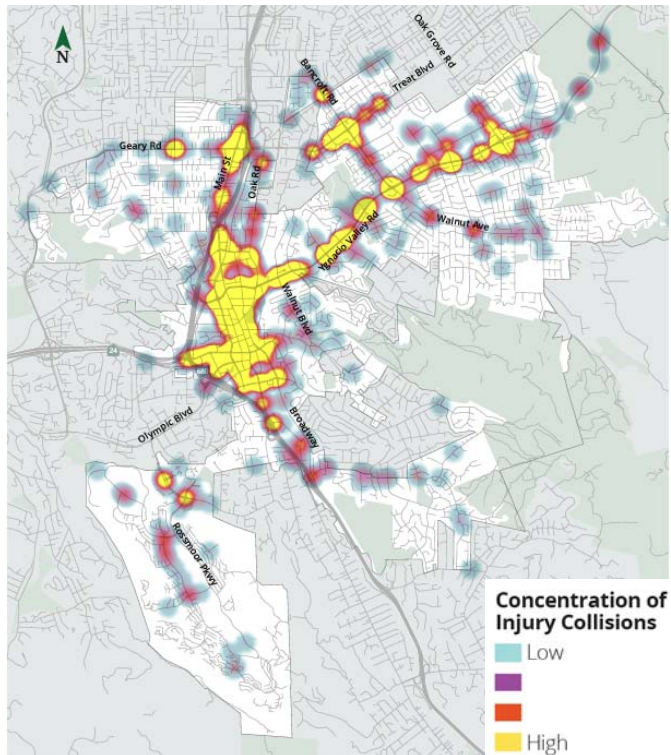 N
Oak Grove Rd
Bancroft Rd
Treat Blvd
Geary Rd
Main St
Oak Rd
Walnut Ave
Ygnacio Valley Rd
Walnut Blvd
24
Olympic Blvd
Broadway
Rossmoor Pkwy
Concentration of
Injury Collisions
Low
High